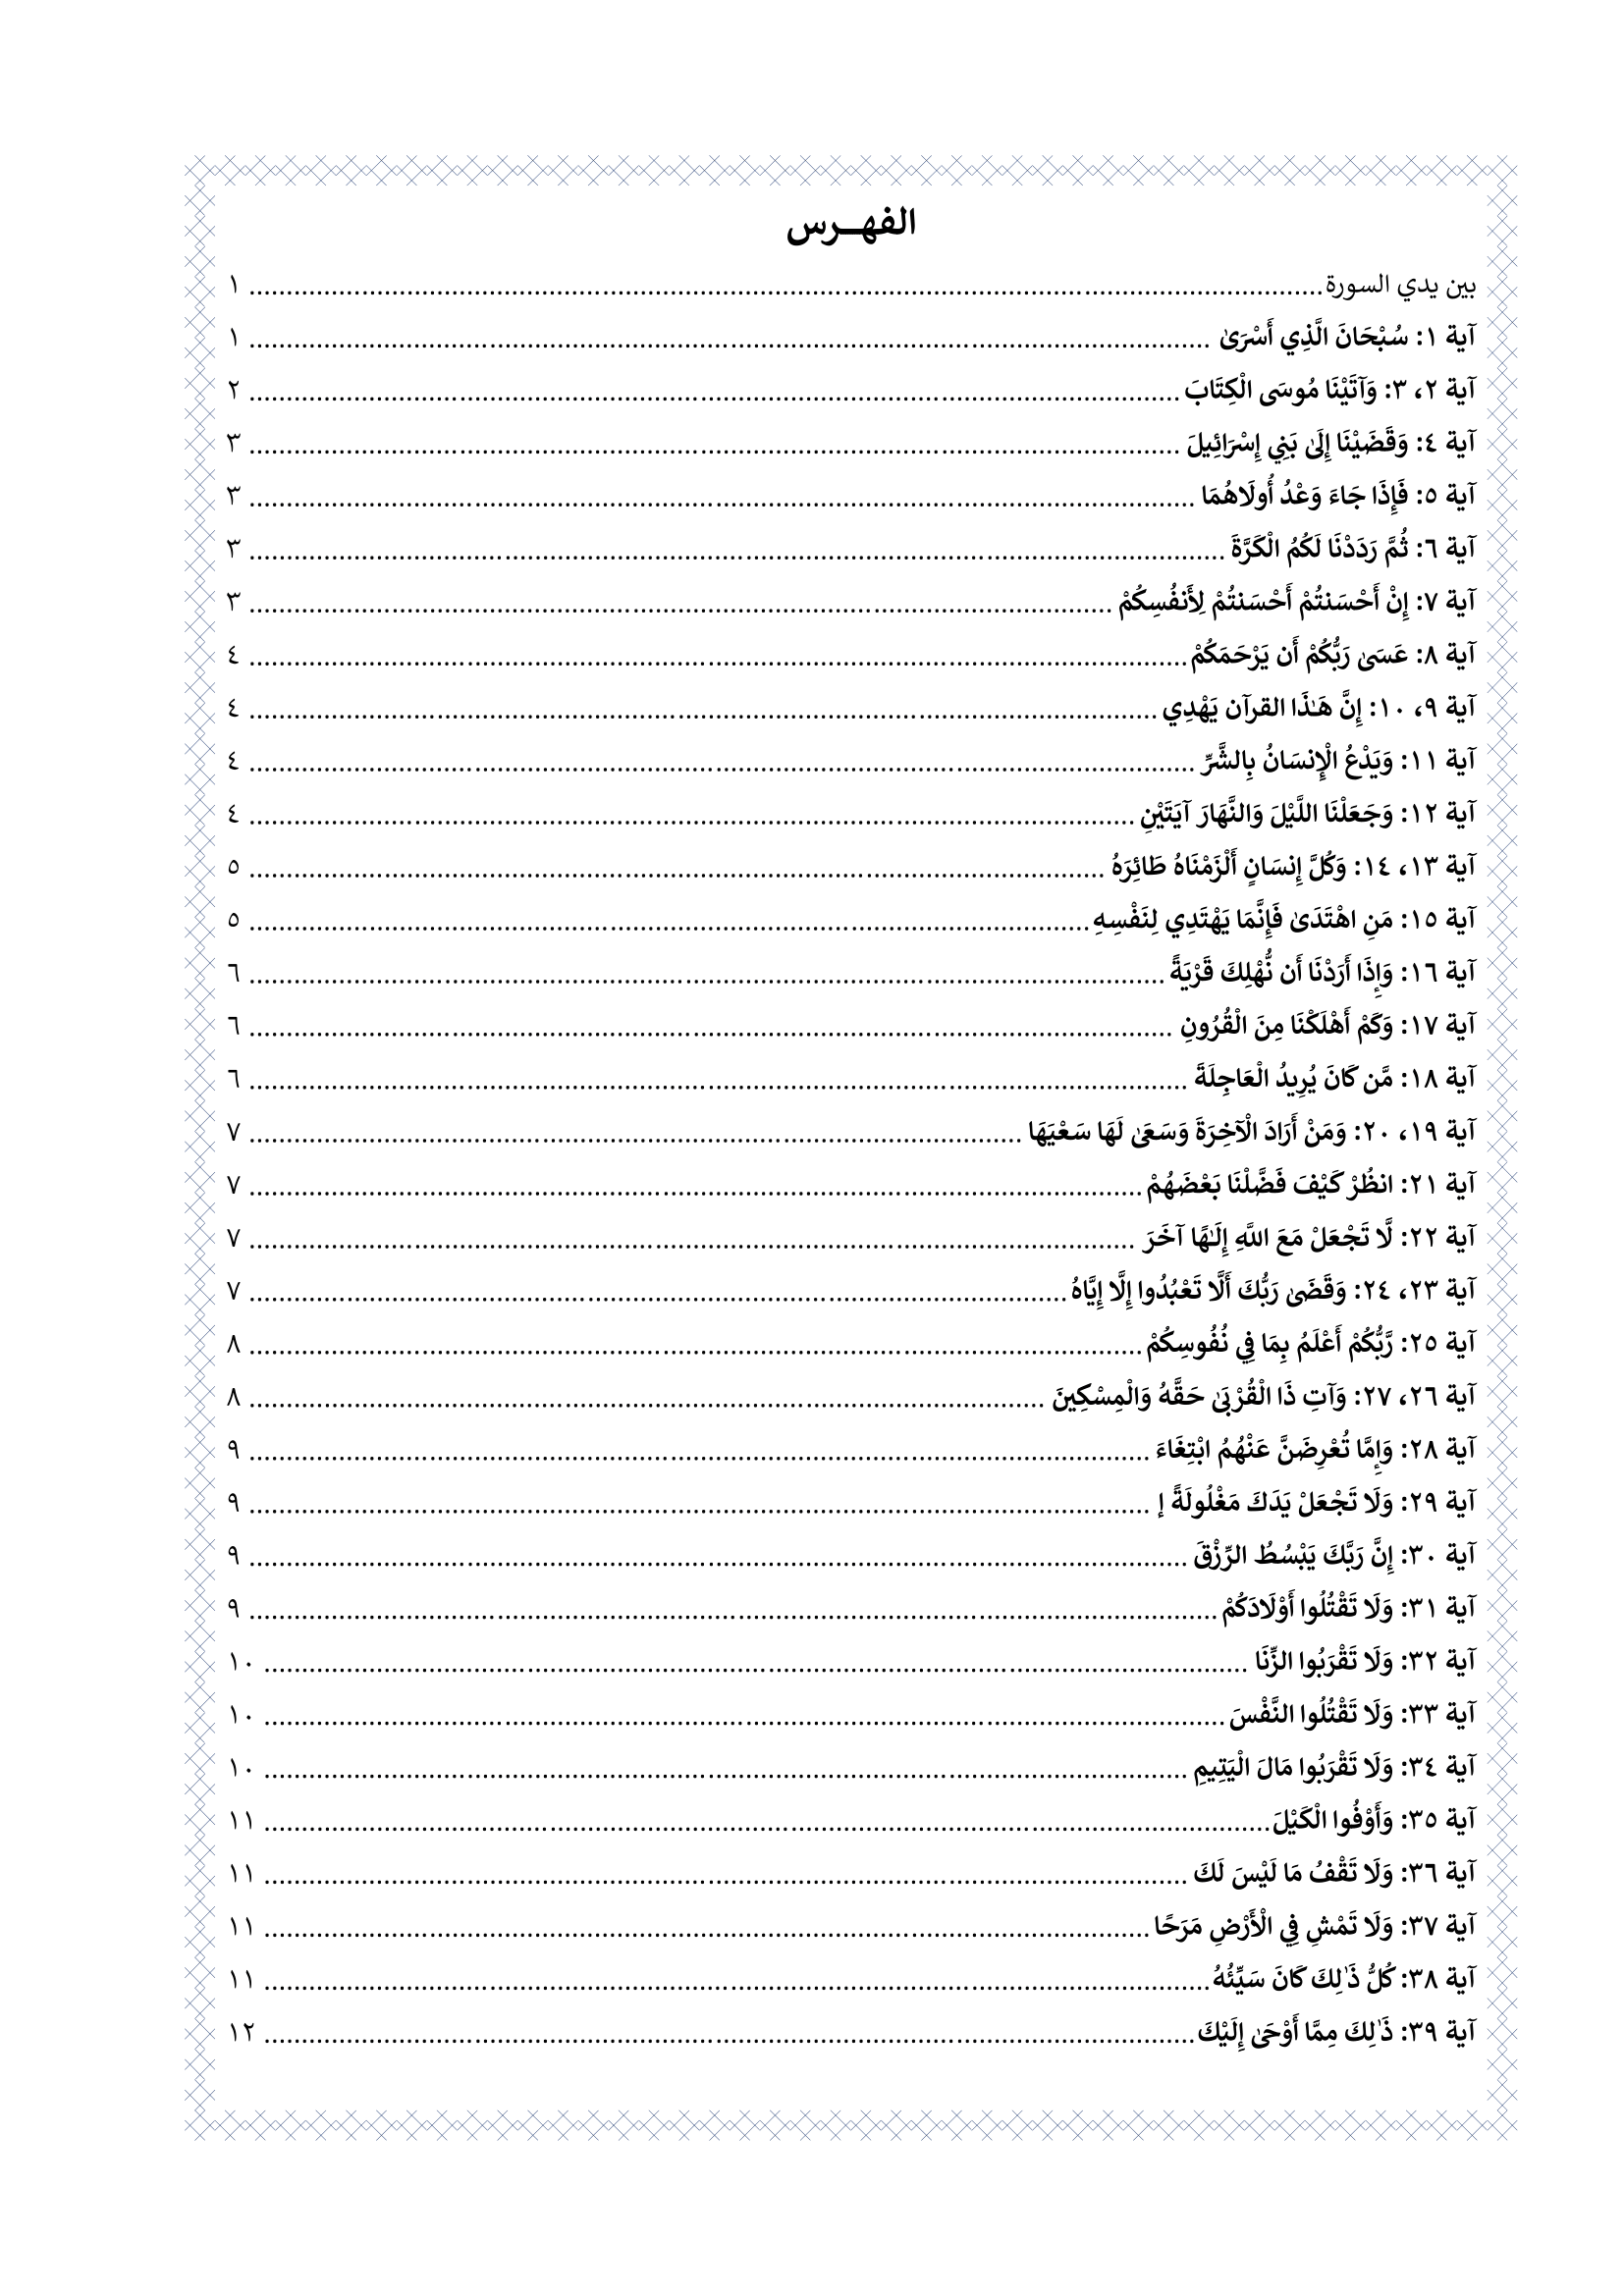 الفهـرس
بين يدي السورة ........ ١
آية ١: سُبْحَانَ الَّذِي أَسْرَىٰ ........ ١
آية ٢، ٣: وَآتَيْنَا مُوسَى الْكِتَابَ ........ ٢
آية ٤: وَقَضَيْنَا إِلَىٰ بَنِي إِسْرَائِيلَ ........ ٣
آية ٥: فَإِذَا جَاءَ وَعْدُ أُولَاهُمَا ........ ٣
آية ٦: ثُمَّ رَدَدْنَا لَكُمُ الْكَرَّةَ ........ ٣
آية ٧: إِنْ أَحْسَنتُمْ أَحْسَنتُمْ لِأَنفُسِكُمْ ........ ٣
آية ٨: عَسَىٰ رَبُّكُمْ أَن يَرْحَمَكُمْ ........ ٤
آية ٩، ١٠: إِنَّ هَٰذَا القرآن يَهْدِي ........ ٤
آية ١١: وَيَدْعُ الْإِنسَانُ بِالشَّرِّ ........ ٤
آية ١٢: وَجَعَلْنَا اللَّيْلَ وَالنَّهَارَ آيَتَيْنِ ........ ٤
آية ١٣، ١٤: وَكُلَّ إِنسَانٍ أَلْزَمْنَاهُ طَائِرَهُ ........ ٥
آية ١٥: مَنِ اهْتَدَىٰ فَإِنَّمَا يَهْتَدِي لِنَفْسِهِ ........ ٥
آية ١٦: وَإِذَا أَرَدْنَا أَن نُّهْلِكَ قَرْيَةً ........ ٦
آية ١٧: وَكَمْ أَهْلَكْنَا مِنَ الْقُرُونِ ........ ٦
آية ١٨: مَّن كَانَ يُرِيدُ الْعَاجِلَةَ ........ ٦
آية ١٩، ٢٠: وَمَنْ أَرَادَ الْآخِرَةَ وَسَعَىٰ لَهَا سَعْيَهَا ........ ٧
آية ٢١: انظُرْ كَيْفَ فَضَّلْنَا بَعْضَهُمْ ........ ٧
آية ٢٢: لَّا تَجْعَلْ مَعَ اللَّهِ إِلَٰهًا آخَرَ ........ ٧
آية ٢٣، ٢٤: وَقَضَىٰ رَبُّكَ أَلَّا تَعْبُدُوا إِلَّا إِيَّاهُ ........ ٧
آية ٢٥: رَّبُّكُمْ أَعْلَمُ بِمَا فِي نُفُوسِكُمْ ........ ٨
آية ٢٦، ٢٧: وَآتِ ذَا الْقُرْبَىٰ حَقَّهُ وَالْمِسْكِينَ ........ ٨
آية ٢٨: وَإِمَّا تُعْرِضَنَّ عَنْهُمُ ابْتِغَاءَ ........ ٩
آية ٢٩: وَلَا تَجْعَلْ يَدَكَ مَغْلُولَةً إ ........ ٩
آية ٣٠: إِنَّ رَبَّكَ يَبْسُطُ الرِّزْقَ ........ ٩
آية ٣١: وَلَا تَقْتُلُوا أَوْلَادَكُمْ ........ ٩
آية ٣٢: وَلَا تَقْرَبُوا الزِّنَا ........ ١٠
آية ٣٣: وَلَا تَقْتُلُوا النَّفْسَ ........ ١٠
آية ٣٤: وَلَا تَقْرَبُوا مَالَ الْيَتِيمِ ........ ١٠
آية ٣٥: وَأَوْفُوا الْكَيْلَ ........ ١١
آية ٣٦: وَلَا تَقْفُ مَا لَيْسَ لَكَ ........ ١١
آية ٣٧: وَلَا تَمْشِ فِي الْأَرْضِ مَرَحًا ........ ١١
آية ٣٨: كُلُّ ذَٰلِكَ كَانَ سَيِّئُهُ ........ ١١
آية ٣٩: ذَٰلِكَ مِمَّا أَوْحَىٰ إِلَيْكَ ........ ١٢